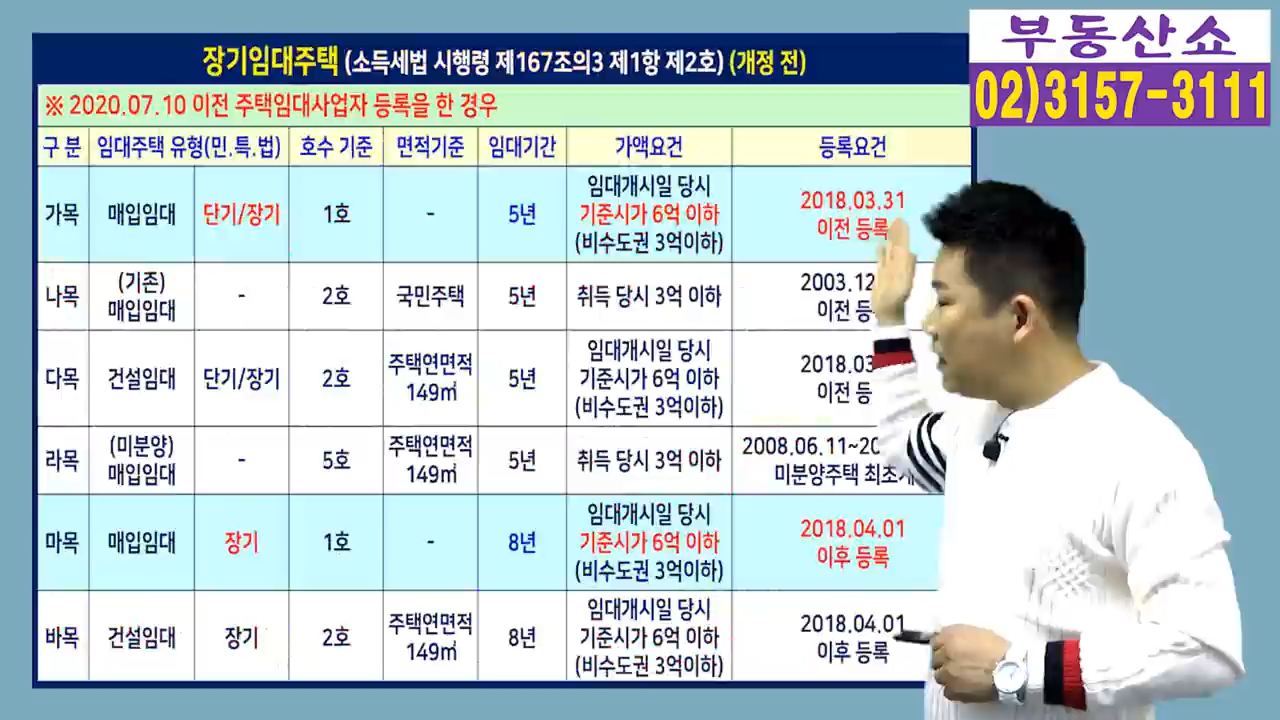 부동산쇼
02)3157-3111
장기임대주택 (소득세법 시행령 제167조의3 제1항 제2호) (개정 전)
※ 2020.07.10 이전 주택임대사업자 등록을 한 경우
구 분 임대주택 유형(민.특.법) 호수 기준 면적기준 임대기간 가액요건 등록요건
가목 매입임대 단기/장기 1호 - 5년 임대개시일 당시
기준시가 6억 이하
(비수도권 3억이하) 2018.03.31
이전 등록
나목 (기존)
매입임대 - 2호 국민주택 5년 취득 당시 3억 이하 2003.
이전
다목 건설임대 단기/장기 2호 주택연면적
149㎡ 5년 임대개시일 당시
기준시가 6억 이하
(비수도권 3억이하) 2018.
이전
라목 (미분양)
매입임대 - 5호 주택연면적
149㎡ 5년 취득 당시 3억 이하 2008.06.11~
미분양주택
마목 매입임대 장기 1호 - 8년 임대개시일 당시
기준시가 6억 이하
(비수도권 3억이하) 2018.04.01
이후 등록
바목 건설임대 장기 2호 주택연면적
149㎡ 8년 임대개시일 당시
기준시가 6억 이하
(비수도권 3억이하) 2018.04.01
이후 등록